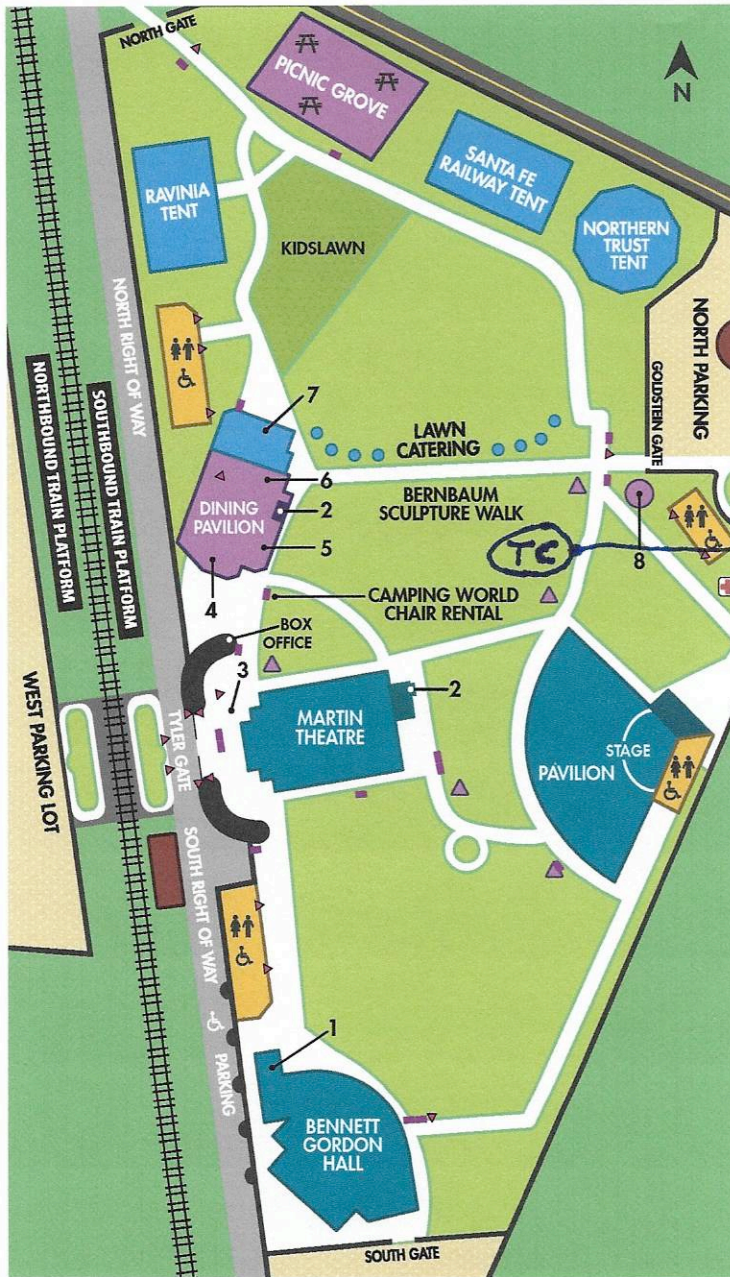 NORTH GATE
PICNIC GROVE
N
SANTA FE
RAILWAY TENT
RAVINIA
TENT
NORTHERN
TRUST
TENT
KIDSLAWN
NORTH PARKING
NORTH RIGHT OF WAY
GOLDSTEIN GATE
NORTHBOUND TRAIN PLATFORM
SOUTHBOUND TRAIN PLATFORM
7
LAWN
CATERING
6
DINING
PAVILION
2
BERNBAUM
SCULPTURE WALK
5
TC
8
4
CAMPING WORLD
CHAIR RENTAL
BOX
OFFICE
3
2
MARTIN
THEATRE
STAGE
PAVILION
WEST PARKING LOT
TYLER GATE
SOUTH RIGHT OF WAY
PARKING
1
BENNETT
GORDON
HALL
SOUTH GATE